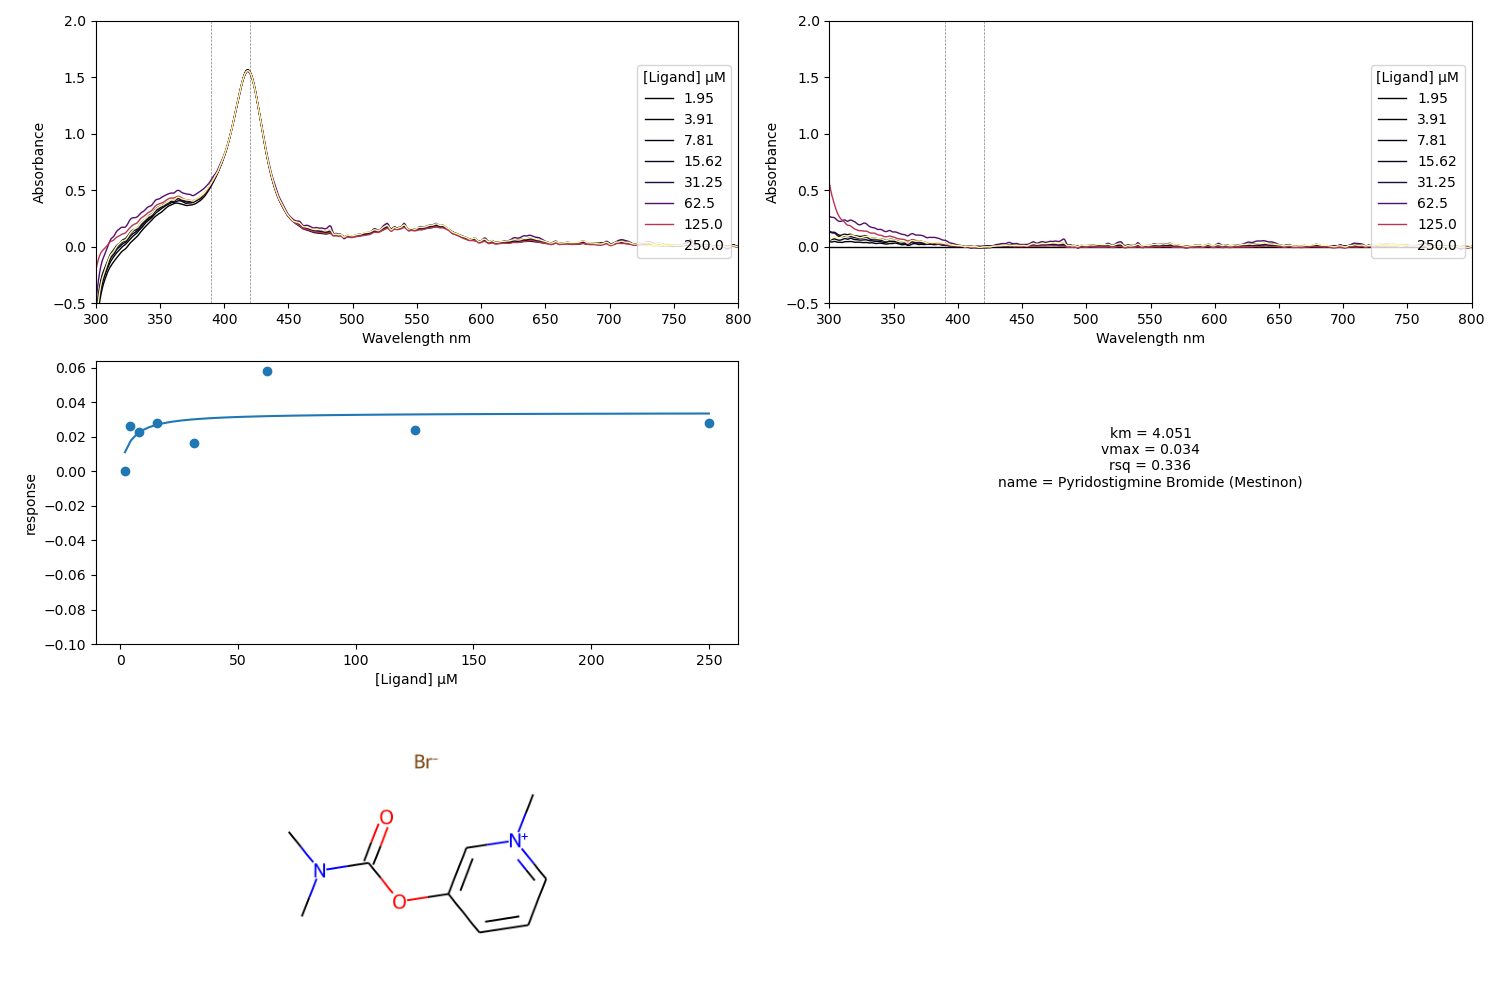 2.0
1.5
1.0
0.5
0.0
−0.5
Absorbance
300 350 400 450 500 550 600 650 700 750 800
Wavelength nm
[Ligand] µM
1.95
3.91
7.81
15.62
31.25
62.5
125.0
250.0
2.0
1.5
1.0
0.5
0.0
−0.5
Absorbance
300 350 400 450 500 550 600 650 700 750 800
Wavelength nm
[Ligand] µM
1.95
3.91
7.81
15.62
31.25
62.5
125.0
250.0
0.06
0.04
0.02
0.00
−0.02
−0.04
−0.06
−0.08
−0.10
response
0 50 100 150 200 250
[Ligand] µM
km = 4.051
vmax = 0.034
rsq = 0.336
name = Pyridostigmine Bromide (Mestinon)
Br⁻
O
N⁺
N
O